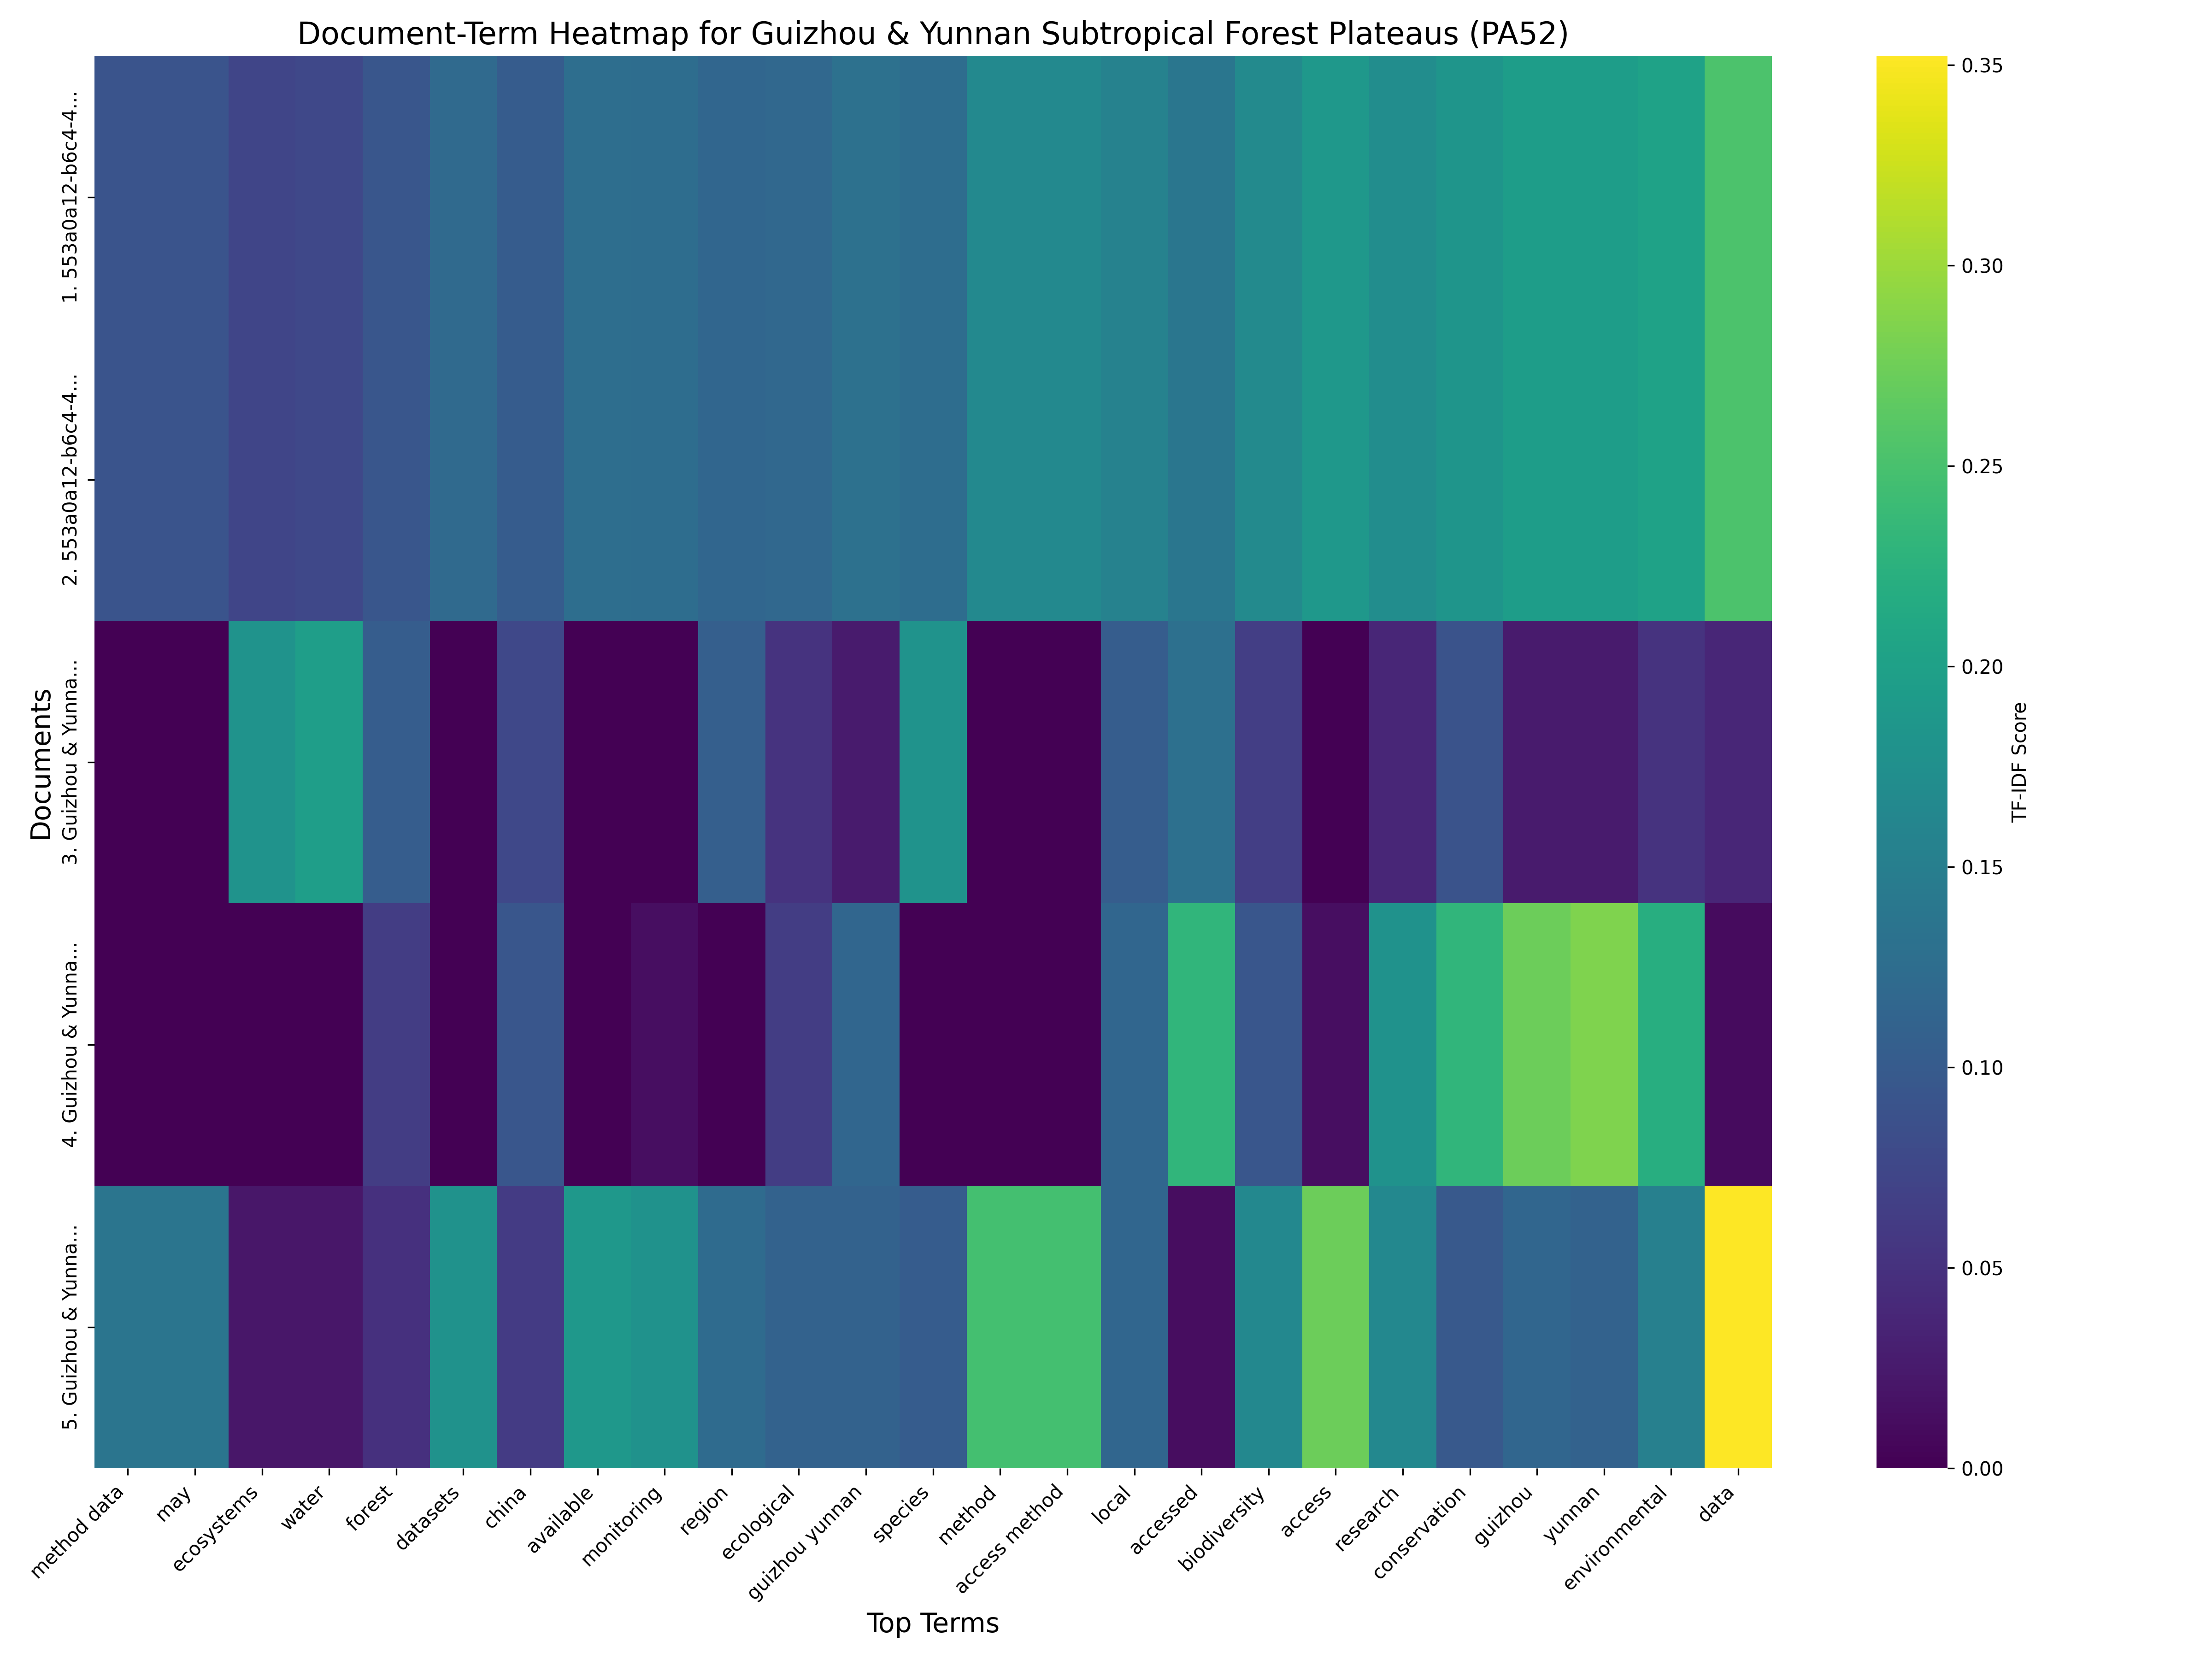 Document-Term Heatmap for Guizhou & Yunnan Subtropical Forest Plateaus (PA52)
Documents
1. 553a0a12-b6c4-4...
2. 553a0a12-b6c4-4...
3. Guizhou & Yunna...
4. Guizhou & Yunna...
5. Guizhou & Yunna...
method data
may
ecosystems
water
forest
datasets
china
available
monitoring
region
ecological
guizhou yunnan
species
method
access method
local
accessed
biodiversity
access
research
conservation
guizhou
yunnan
environmental
data
Top Terms
0.35
0.30
0.25
0.20
0.15
0.10
0.05
0.00
TF-IDF Score